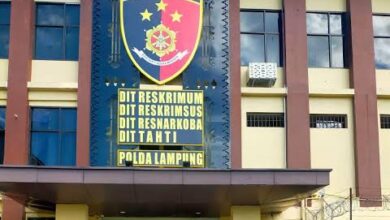 DIT RESKRIMUM
DIT RESKRIMSUS
DIT RESNARKOBA
DIT TAHTI
POLDA LAMPUNG